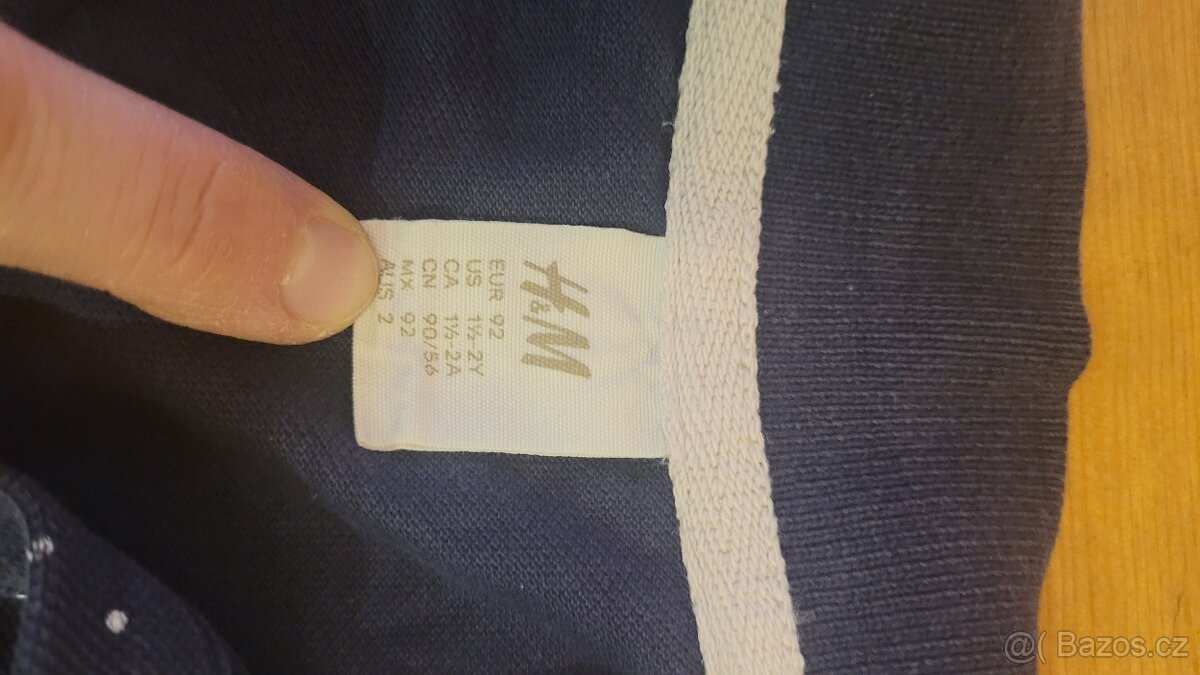 H&M
EUR 92
US 1½-2Y
CA 1½-2A
CN 90/56
MX 92
AUS 2
@( Bazos.cz